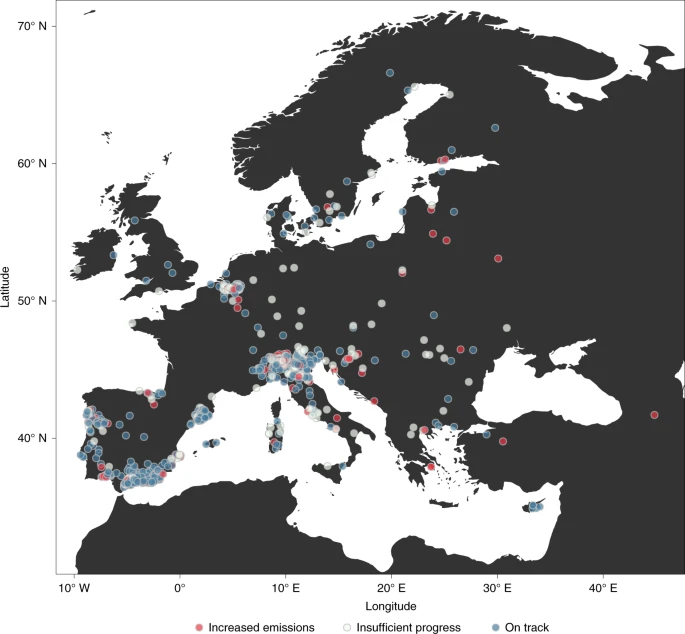 70° N
60° N
50° N
40° N
Latitude
10° W 0° 10° E 20° E 30° E 40° E
Longitude
Increased emissions Insufficient progress On track